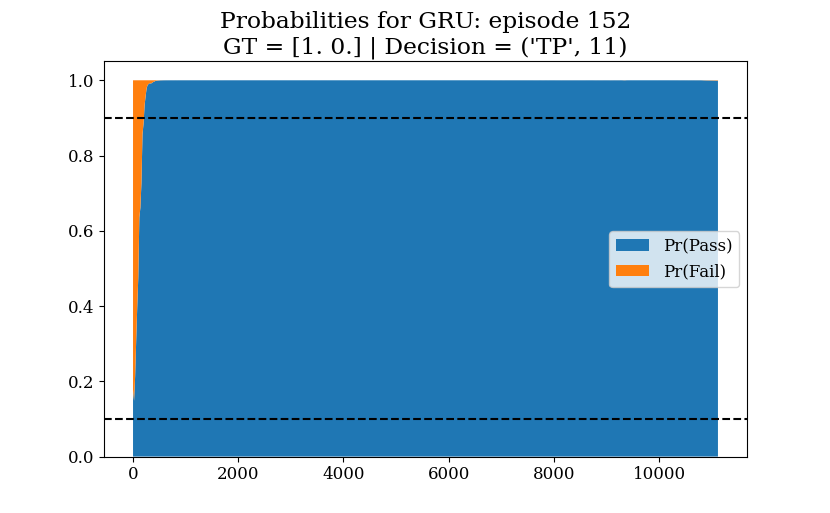 Probabilities for GRU: episode 152
GT = [1. 0.] | Decision = ('TP', 11)
1.0
0.8
0.6
0.4
0.2
0.0
Pr(Pass)
Pr(Fail)
0 2000 4000 6000 8000 10000